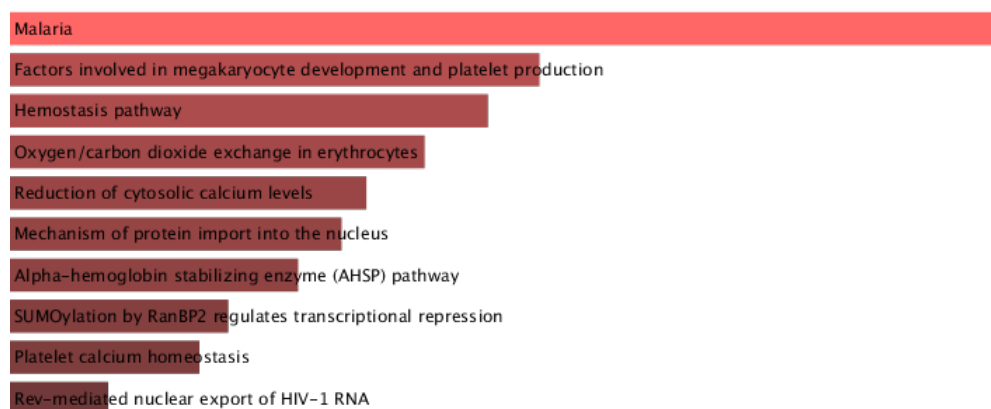 Malaria
Factors involved in megakaryocyte development and platelet production
Hemostasis pathway
Oxygen/carbon dioxide exchange in erythrocytes
Reduction of cytosolic calcium levels
Mechanism of protein import into the nucleus
Alpha-hemoglobin stabilizing enzyme (AHSP) pathway
SUMOylation by RanBP2 regulates transcriptional repression
Platelet calcium homeostasis
Rev-mediated nuclear export of HIV-1 RNA